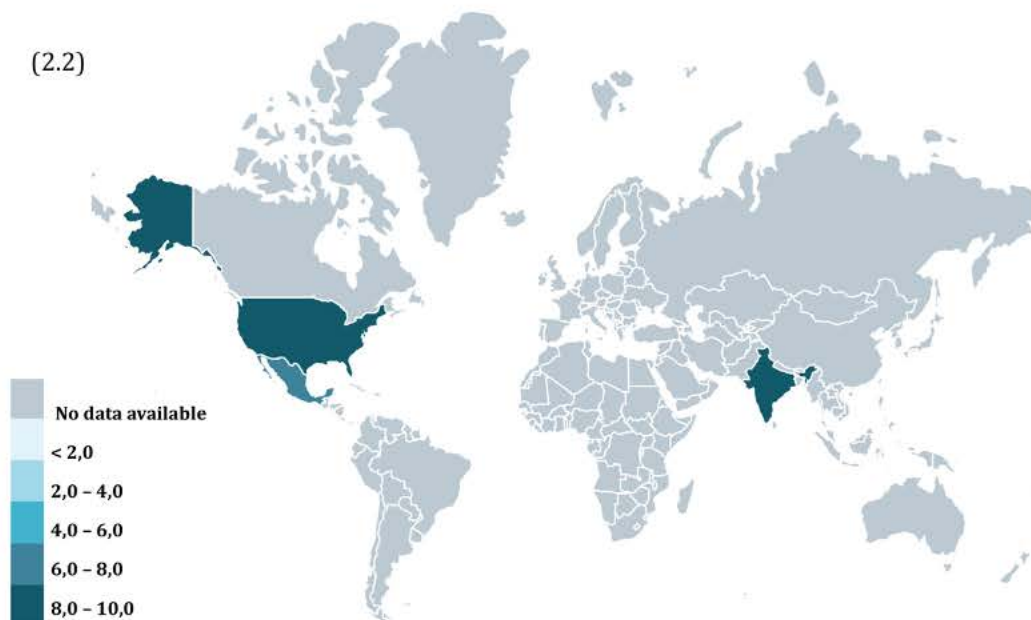 (2.2)
No data available
< 2,0
2,0 – 4,0
4,0 – 6,0
6,0 – 8,0
8,0 – 10,0